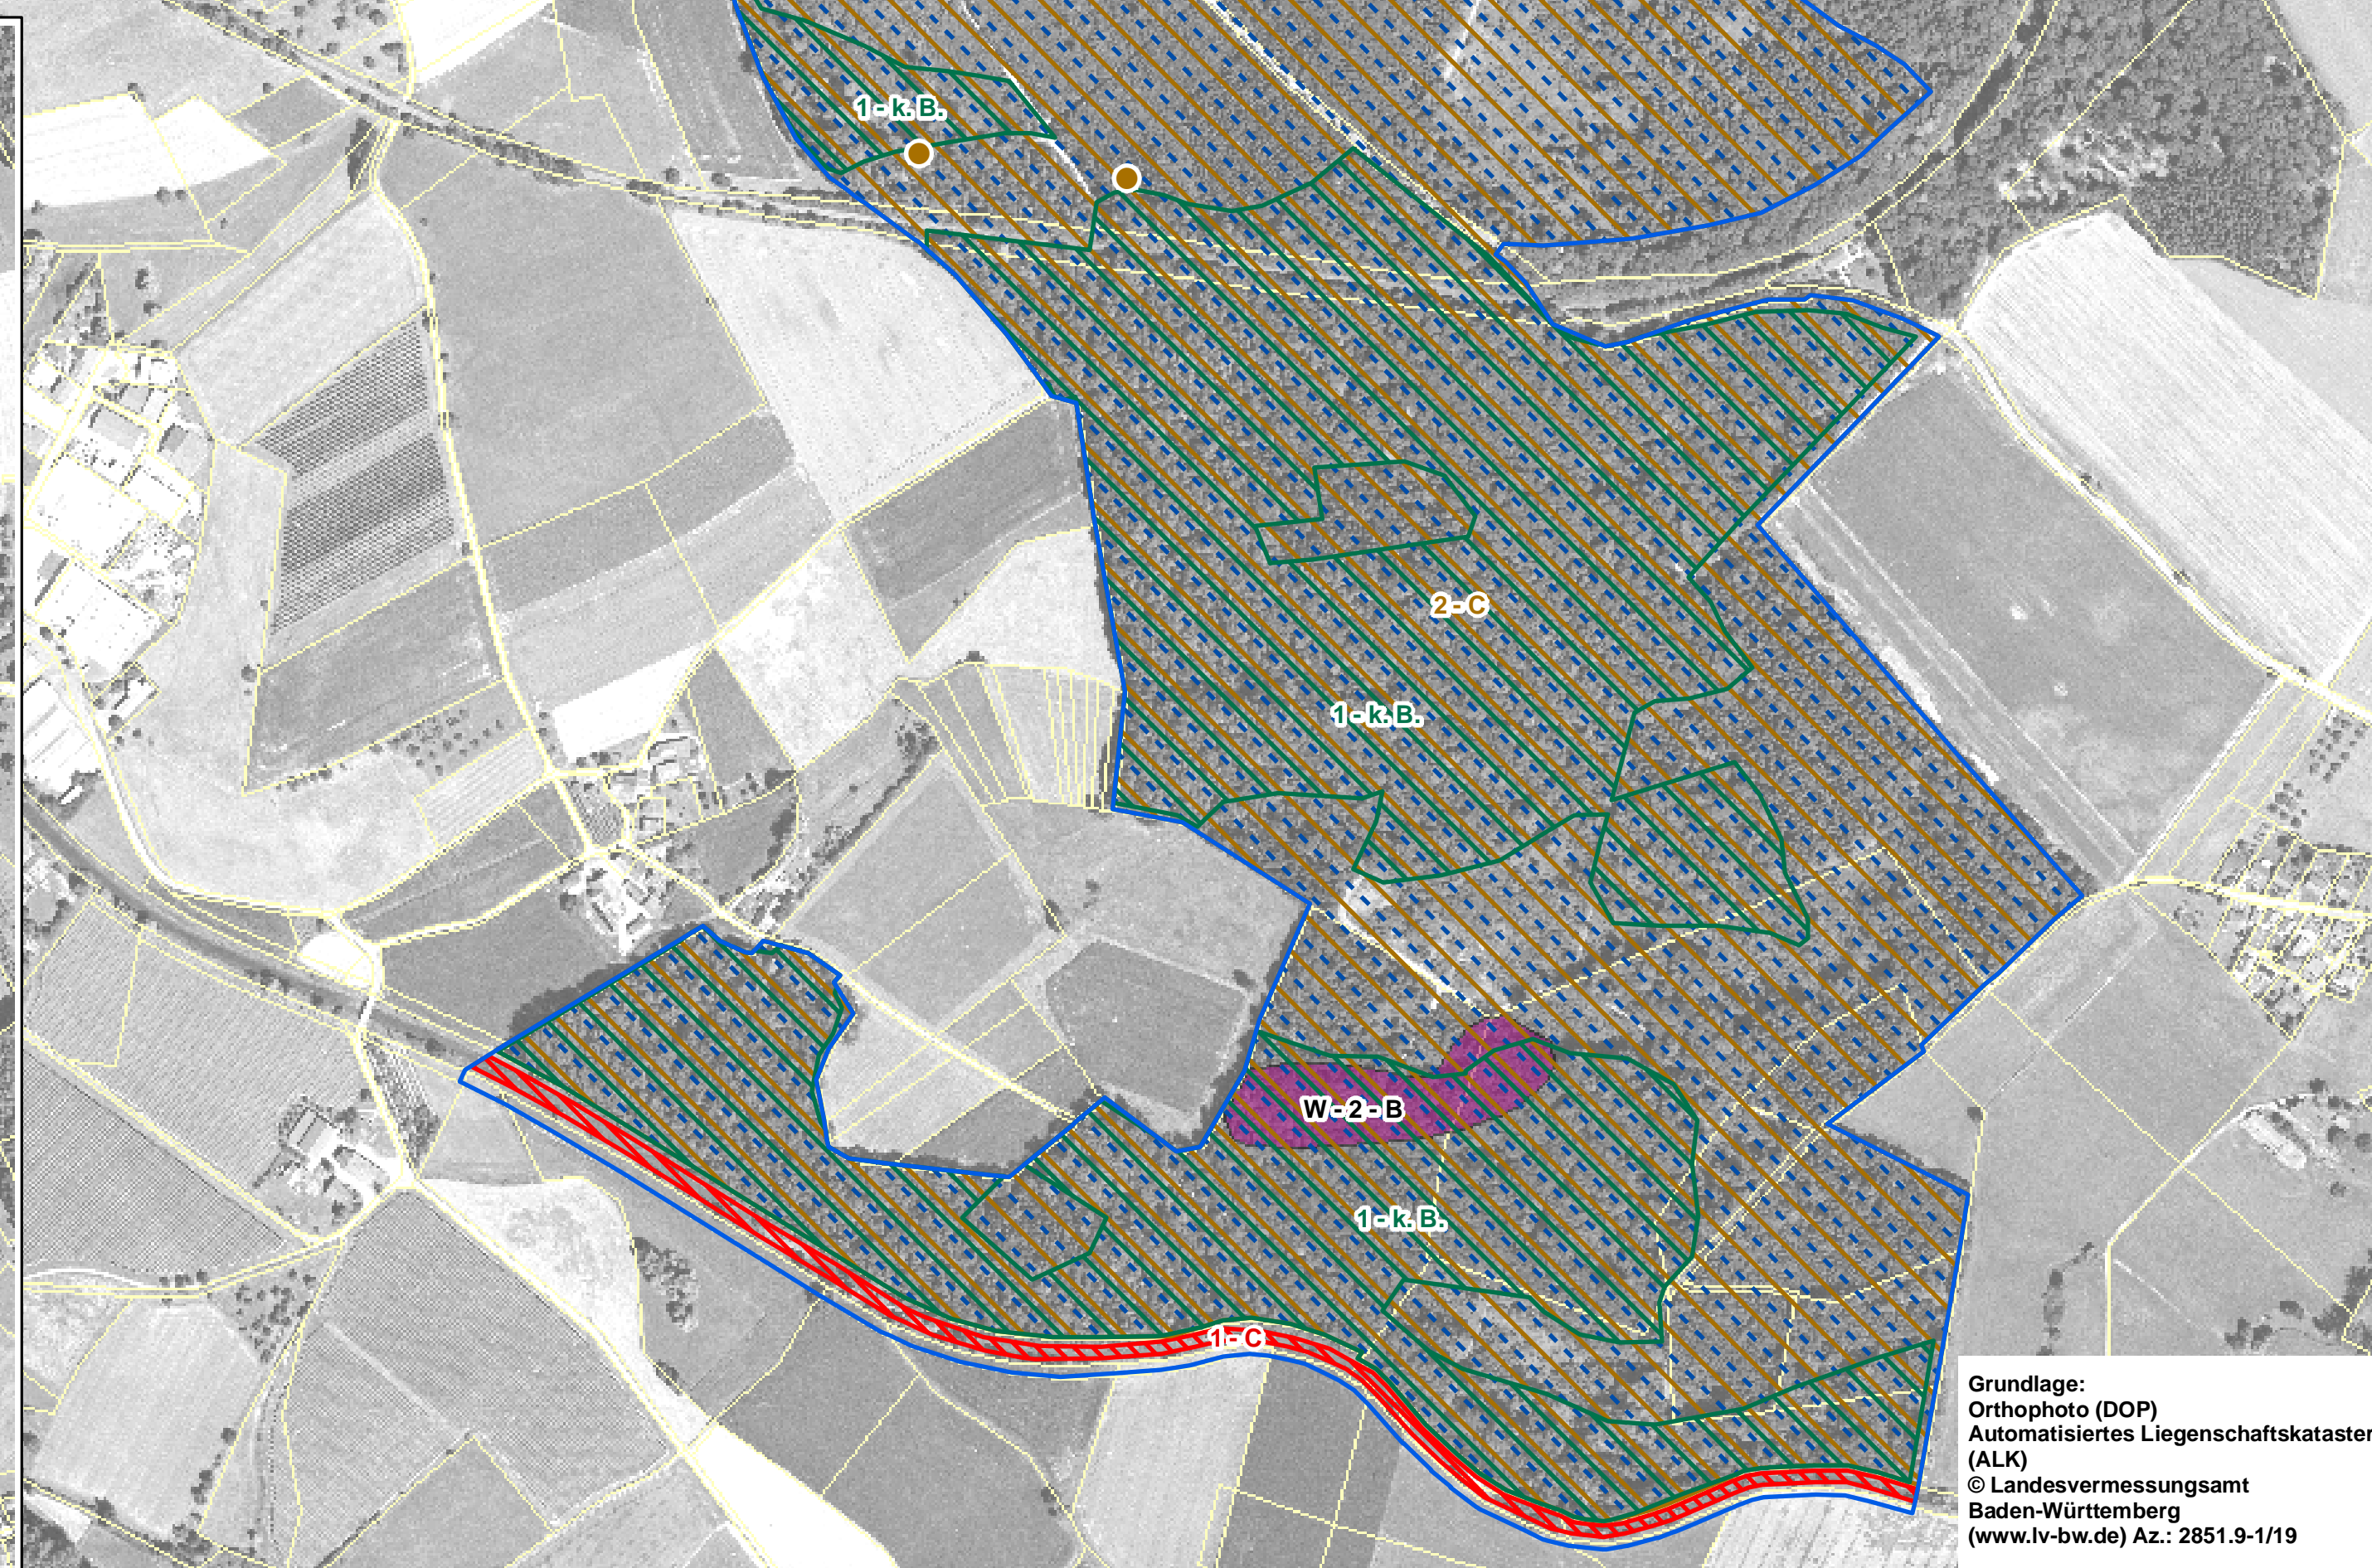 1 - k. B.
2 - C
1 - k. B.
W - 2 - B
1 - k. B.
1 - C
Grundlage:
Orthophoto (DOP)
Automatisiertes Liegenschaftskataster
(ALK)
© Landesvermessungsamt
Baden-Württemberg
(www.lv-bw.de) Az.: 2851.9-1/19